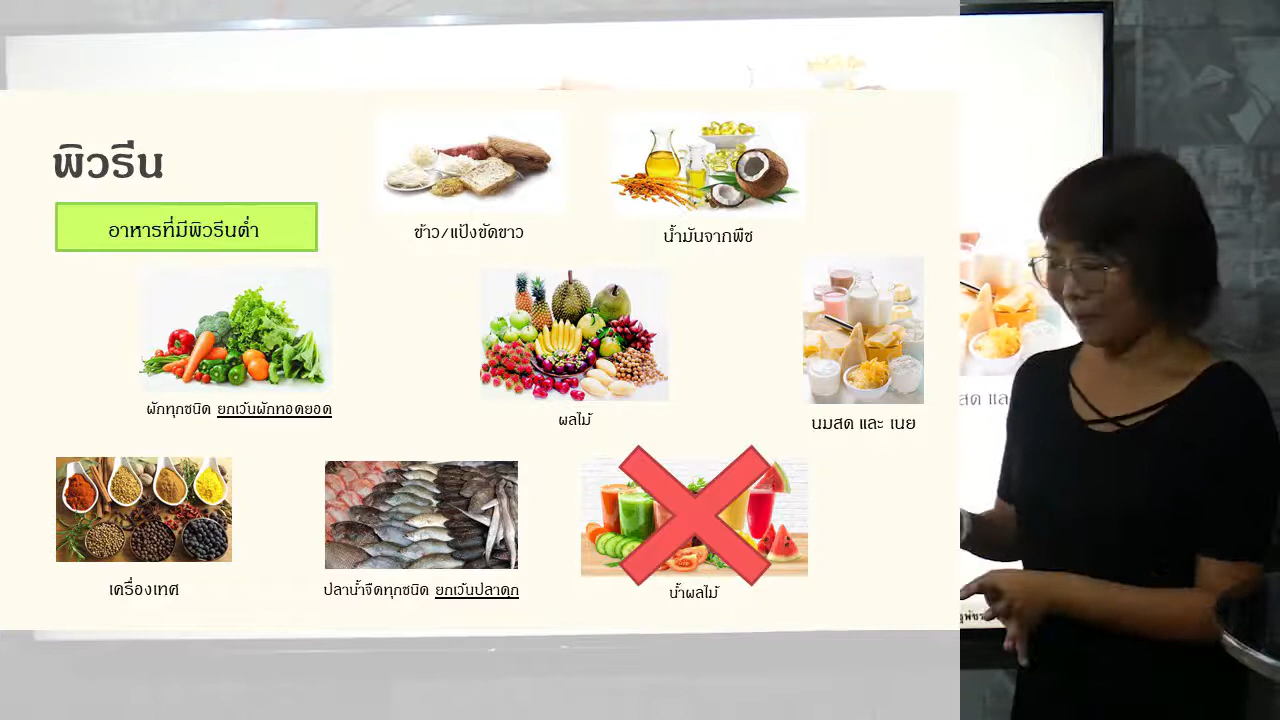 พิวรีน
อาหารที่มีพิวรีนต่ำ
ข้าว/แป้งขัดขาว
น้ำมันจากพืช
ผักทุกชนิด ยกเว้นผักทอดยอด
ผลไม้
นมสด และ เนย
เครื่องเทศ
ปลาน้ำจืดทุกชนิด ยกเว้นปลาดุก
น้ำผลไม้